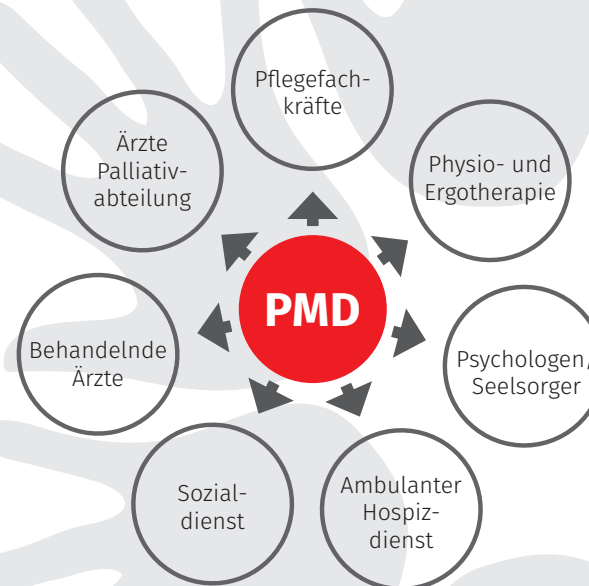 Pflegefach-
kräfte
Physio- und
Ergotherapie
Psychologen/
Seelsorger
Ambulanter
Hospiz-
dienst
Sozial-
dienst
Behandelnde
Ärzte
Ärzte
Palliativ-
abteilung
PMD